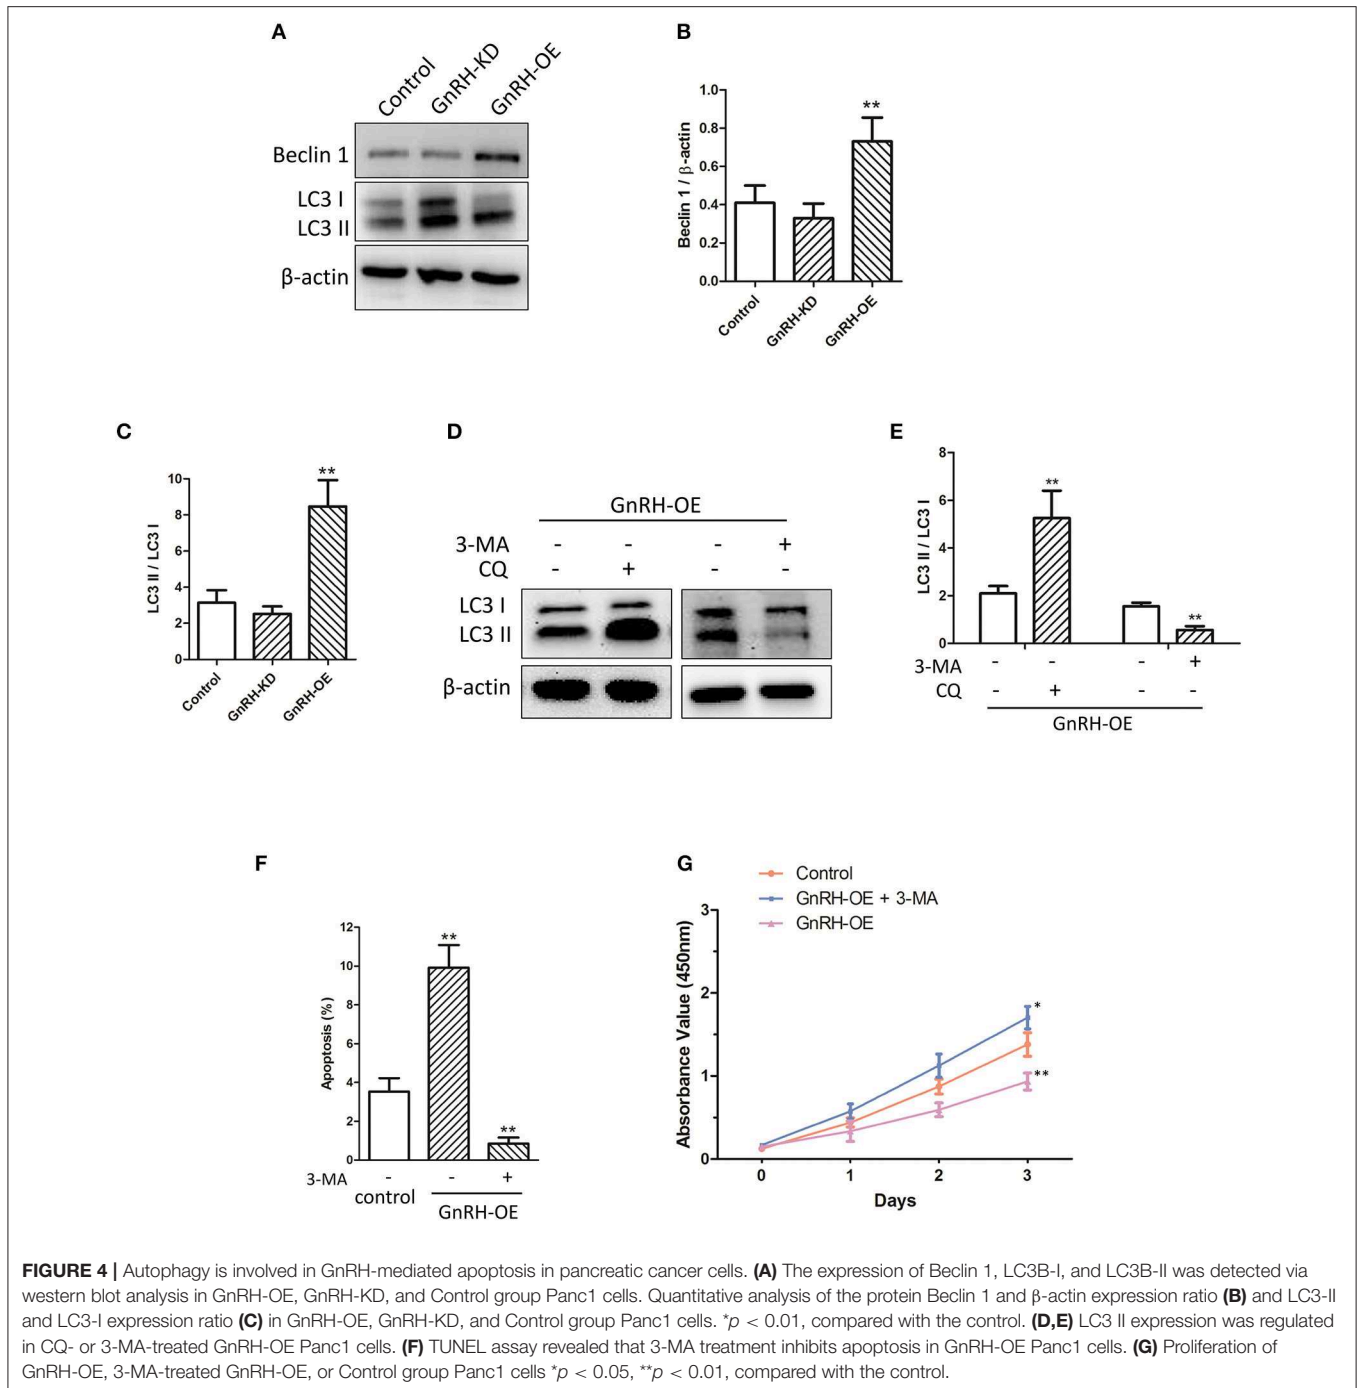 A
Control
GnRH-KD
GnRH-OE
Beclin 1
LC3 I
LC3 II
β-actin
B
Beclin 1 / β-actin
1.0
0.8
0.6
0.4
0.2
0.0
**
Control
GnRH-KD
GnRH-OE
C
LC3 II / LC3 I
10
8
6
4
2
0
**
Control
GnRH-KD
GnRH-OE
D
GnRH-OE
3-MA - - - +
CQ - + - -
LC3 I
LC3 II
β-actin
E
LC3 II / LC3 I
8
6
4
2
0
**
**
3-MA - - - +
CQ - + - -
GnRH-OE
F
Apoptosis (%)
12
10
8
6
4
2
0
**
**
3-MA - - +
control
GnRH-OE
G
Control
GnRH-OE + 3-MA
GnRH-OE
Absorbance Value (450nm)
3
2
1
0
*
**
0 1 2 3
Days
FIGURE 4 | Autophagy is involved in GnRH-mediated apoptosis in pancreatic cancer cells. (A) The expression of Beclin 1, LC3B-I, and LC3B-II was detected via
western blot analysis in GnRH-OE, GnRH-KD, and Control group Panc1 cells. Quantitative analysis of the protein Beclin 1 and β-actin expression ratio (B) and LC3-II
and LC3-I expression ratio (C) in GnRH-OE, GnRH-KD, and Control group Panc1 cells. *p < 0.01, compared with the control. (D,E) LC3 II expression was regulated
in CQ- or 3-MA-treated GnRH-OE Panc1 cells. (F) TUNEL assay revealed that 3-MA treatment inhibits apoptosis in GnRH-OE Panc1 cells. (G) Proliferation of
GnRH-OE, 3-MA-treated GnRH-OE, or Control group Panc1 cells *p < 0.05, **p < 0.01, compared with the control.